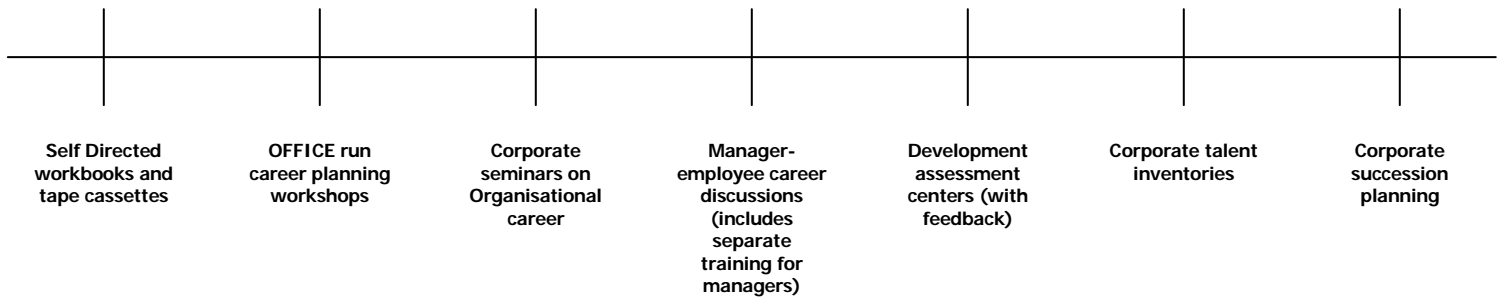 Self Directed
workbooks and
tape cassettes
OFFICE run
career planning
workshops
Corporate
seminars on
Organisational
career
Manager-
employee career
discussions
(includes
separate
training for
managers)
Development
assessment
centers (with
feedback)
Corporate talent
inventories
Corporate
succession
planning